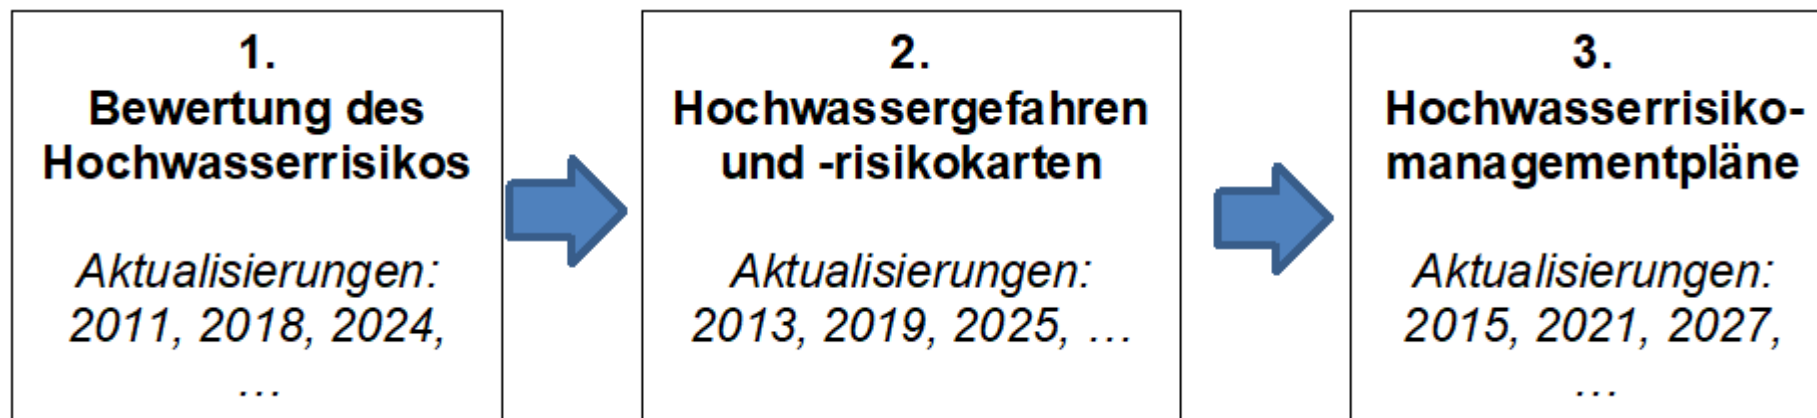 1.
Bewertung des
Hochwasserrisikos
Aktualisierungen:
2011, 2018, 2024,
…
2.
Hochwassergefahren
und -risikokarten
Aktualisierungen:
2013, 2019, 2025, …
3.
Hochwasserrisiko-
managementpläne
Aktualisierungen:
2015, 2021, 2027,
…